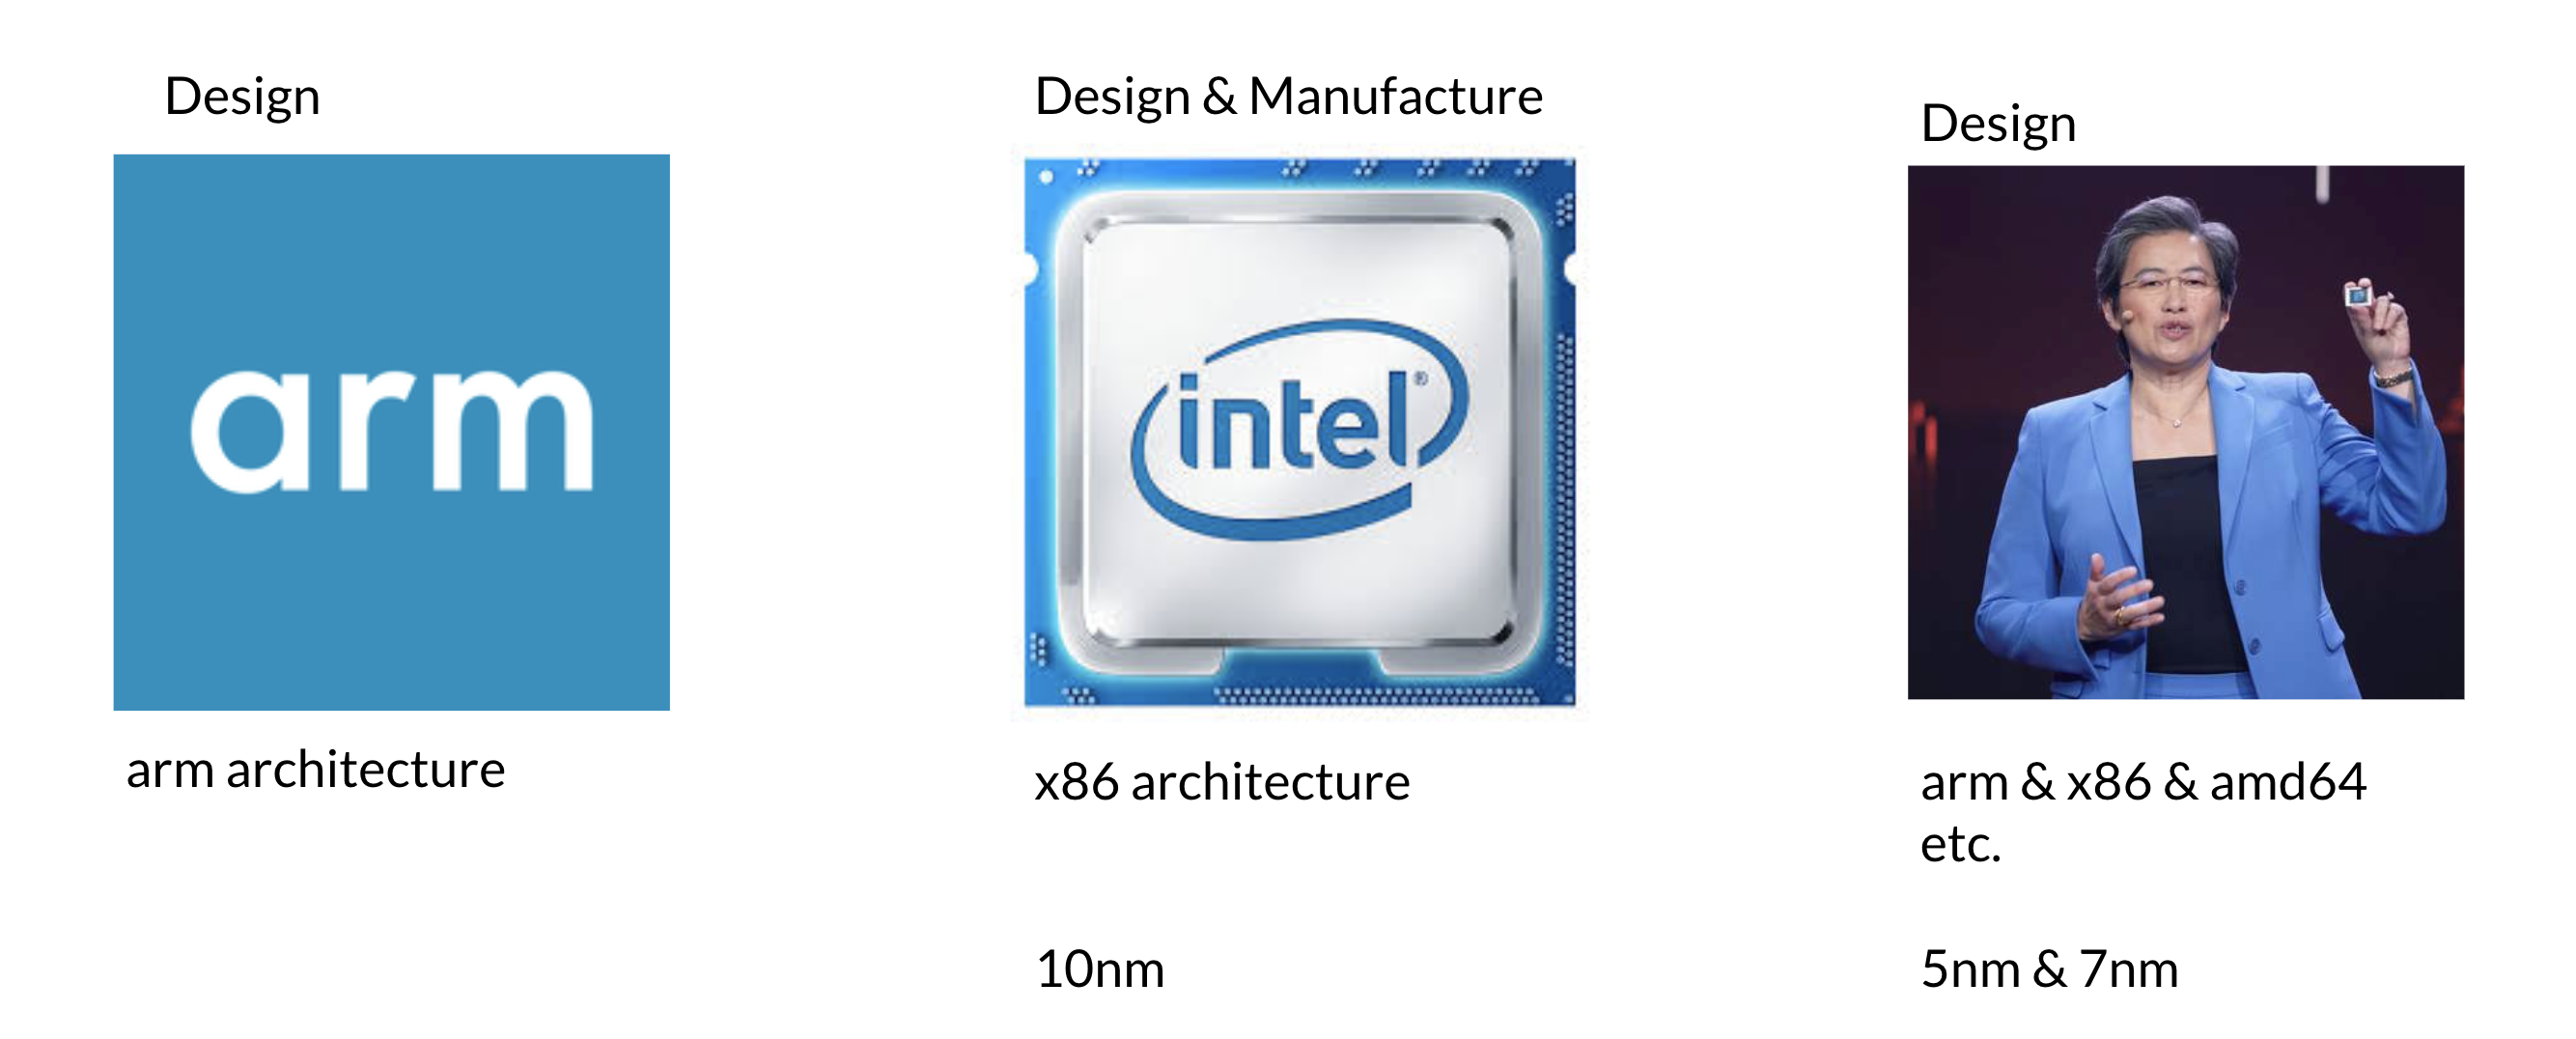 Design
arm
arm architecture
Design & Manufacture
intel®
x86 architecture
10nm
Design
arm & x86 & amd64
etc.
5nm & 7nm